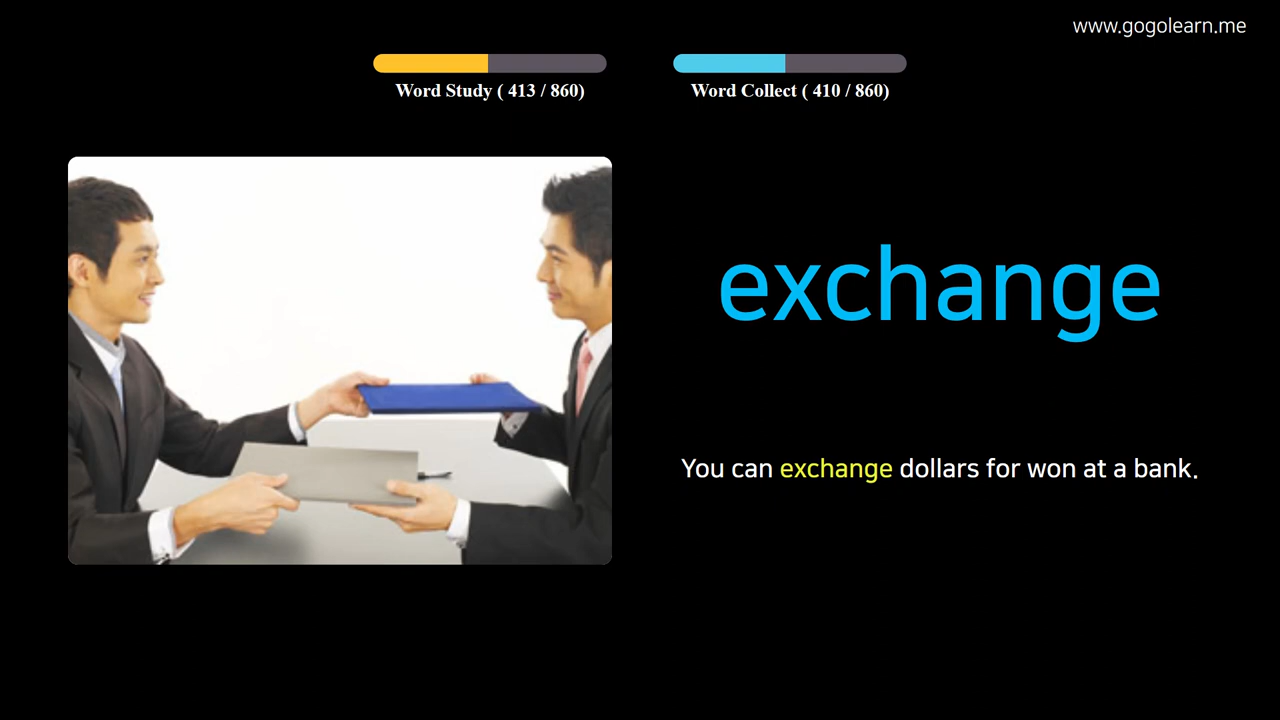 www.gogolearn.me
Word Study ( 413 / 860)
Word Collect ( 410 / 860)
exchange
You can exchange dollars for won at a bank.